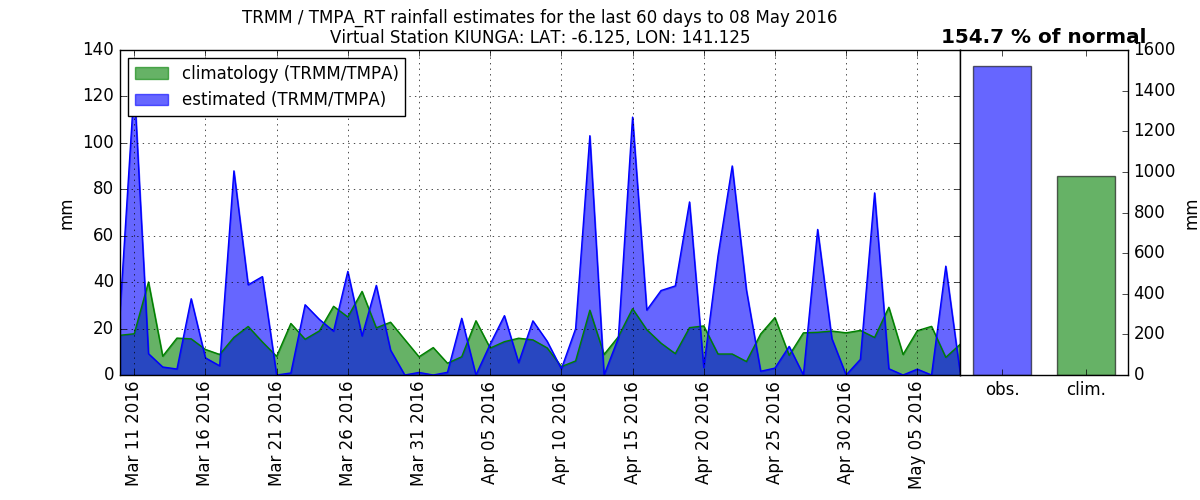 TRMM / TMPA_RT rainfall estimates for the last 60 days to 08 May 2016
Virtual Station KIUNGA: LAT: -6.125, LON: 141.125
154.7 % of normal
climatology (TRMM/TMPA)
estimated (TRMM/TMPA)
140
120
100
80
60
40
20
0
mm
Mar 11 2016
Mar 16 2016
Mar 21 2016
Mar 26 2016
Mar 31 2016
Apr 05 2016
Apr 10 2016
Apr 15 2016
Apr 20 2016
Apr 25 2016
Apr 30 2016
May 05 2016
obs.
clim.
1600
1400
1200
1000
800
600
400
200
0
mm